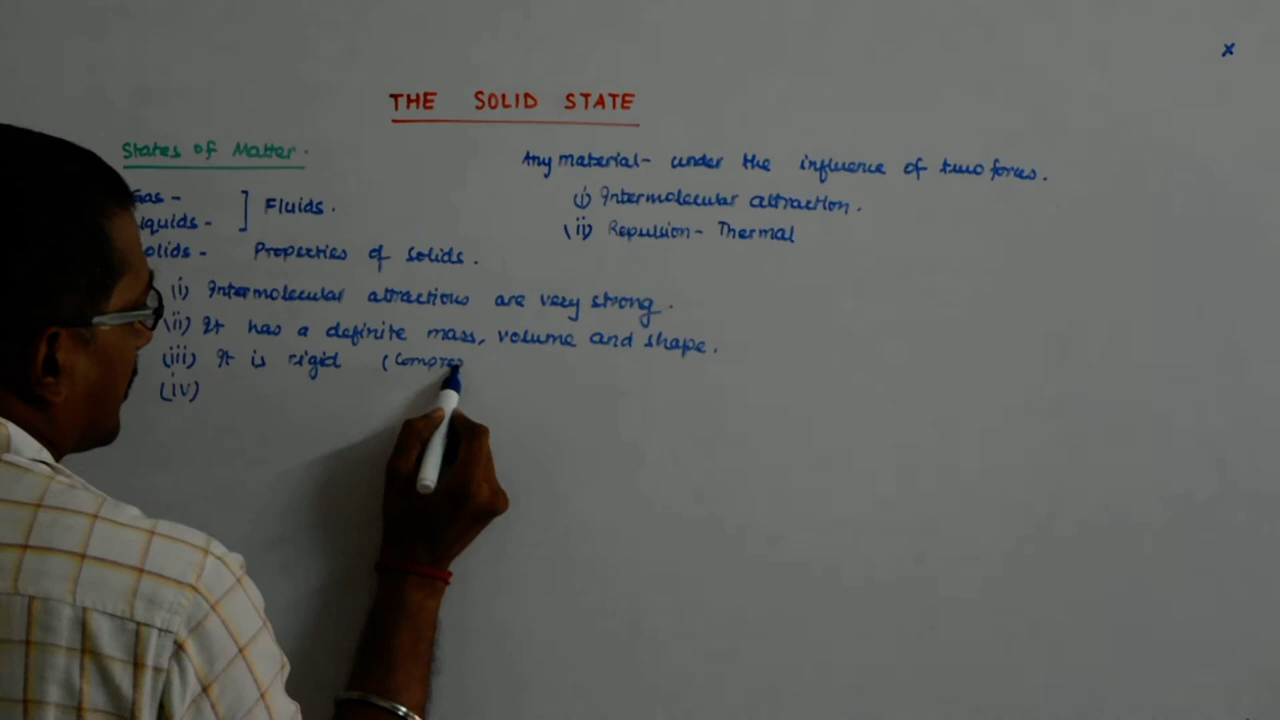 x
THE SOLID STATE
States of Matter.
Gas -
Liquids - ] Fluids.
Solids - Properties of solids.
(i) Intermolecular attractions are very strong.
(ii) It has a definite mass, volume and shape.
(iii) It is rigid (Compres
(iv)
Any material- under the influence of two forces.
(i) Intermolecular attraction.
(ii) Repulsion- Thermal